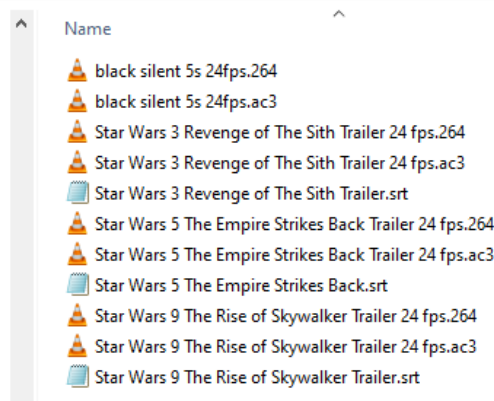 Name
black silent 5s 24fps.264
black silent 5s 24fps.ac3
Star Wars 3 Revenge of The Sith Trailer 24 fps.264
Star Wars 3 Revenge of The Sith Trailer 24 fps.ac3
Star Wars 3 Revenge of The Sith Trailer.srt
Star Wars 5 The Empire Strikes Back Trailer 24 fps.264
Star Wars 5 The Empire Strikes Back Trailer 24 fps.ac3
Star Wars 5 The Empire Strikes Back.srt
Star Wars 9 The Rise of Skywalker Trailer 24 fps.264
Star Wars 9 The Rise of Skywalker Trailer 24 fps.ac3
Star Wars 9 The Rise of Skywalker Trailer.srt